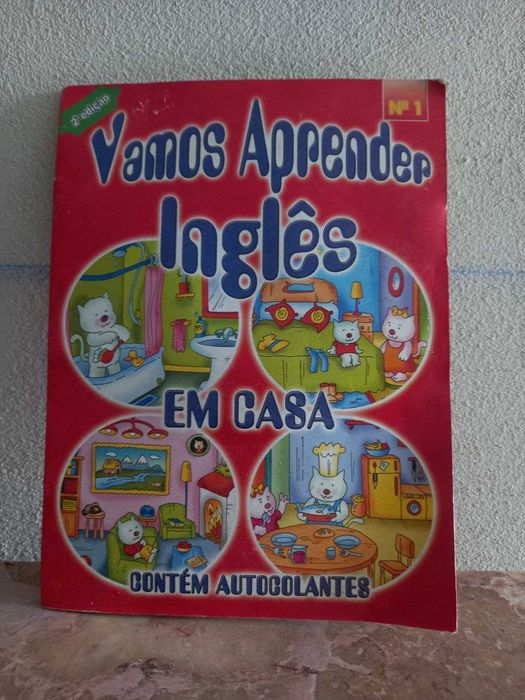 2ª edição
Nº 1
Vamos Aprender
Inglês
EM CASA
CONTÉM AUTOCOLANTES